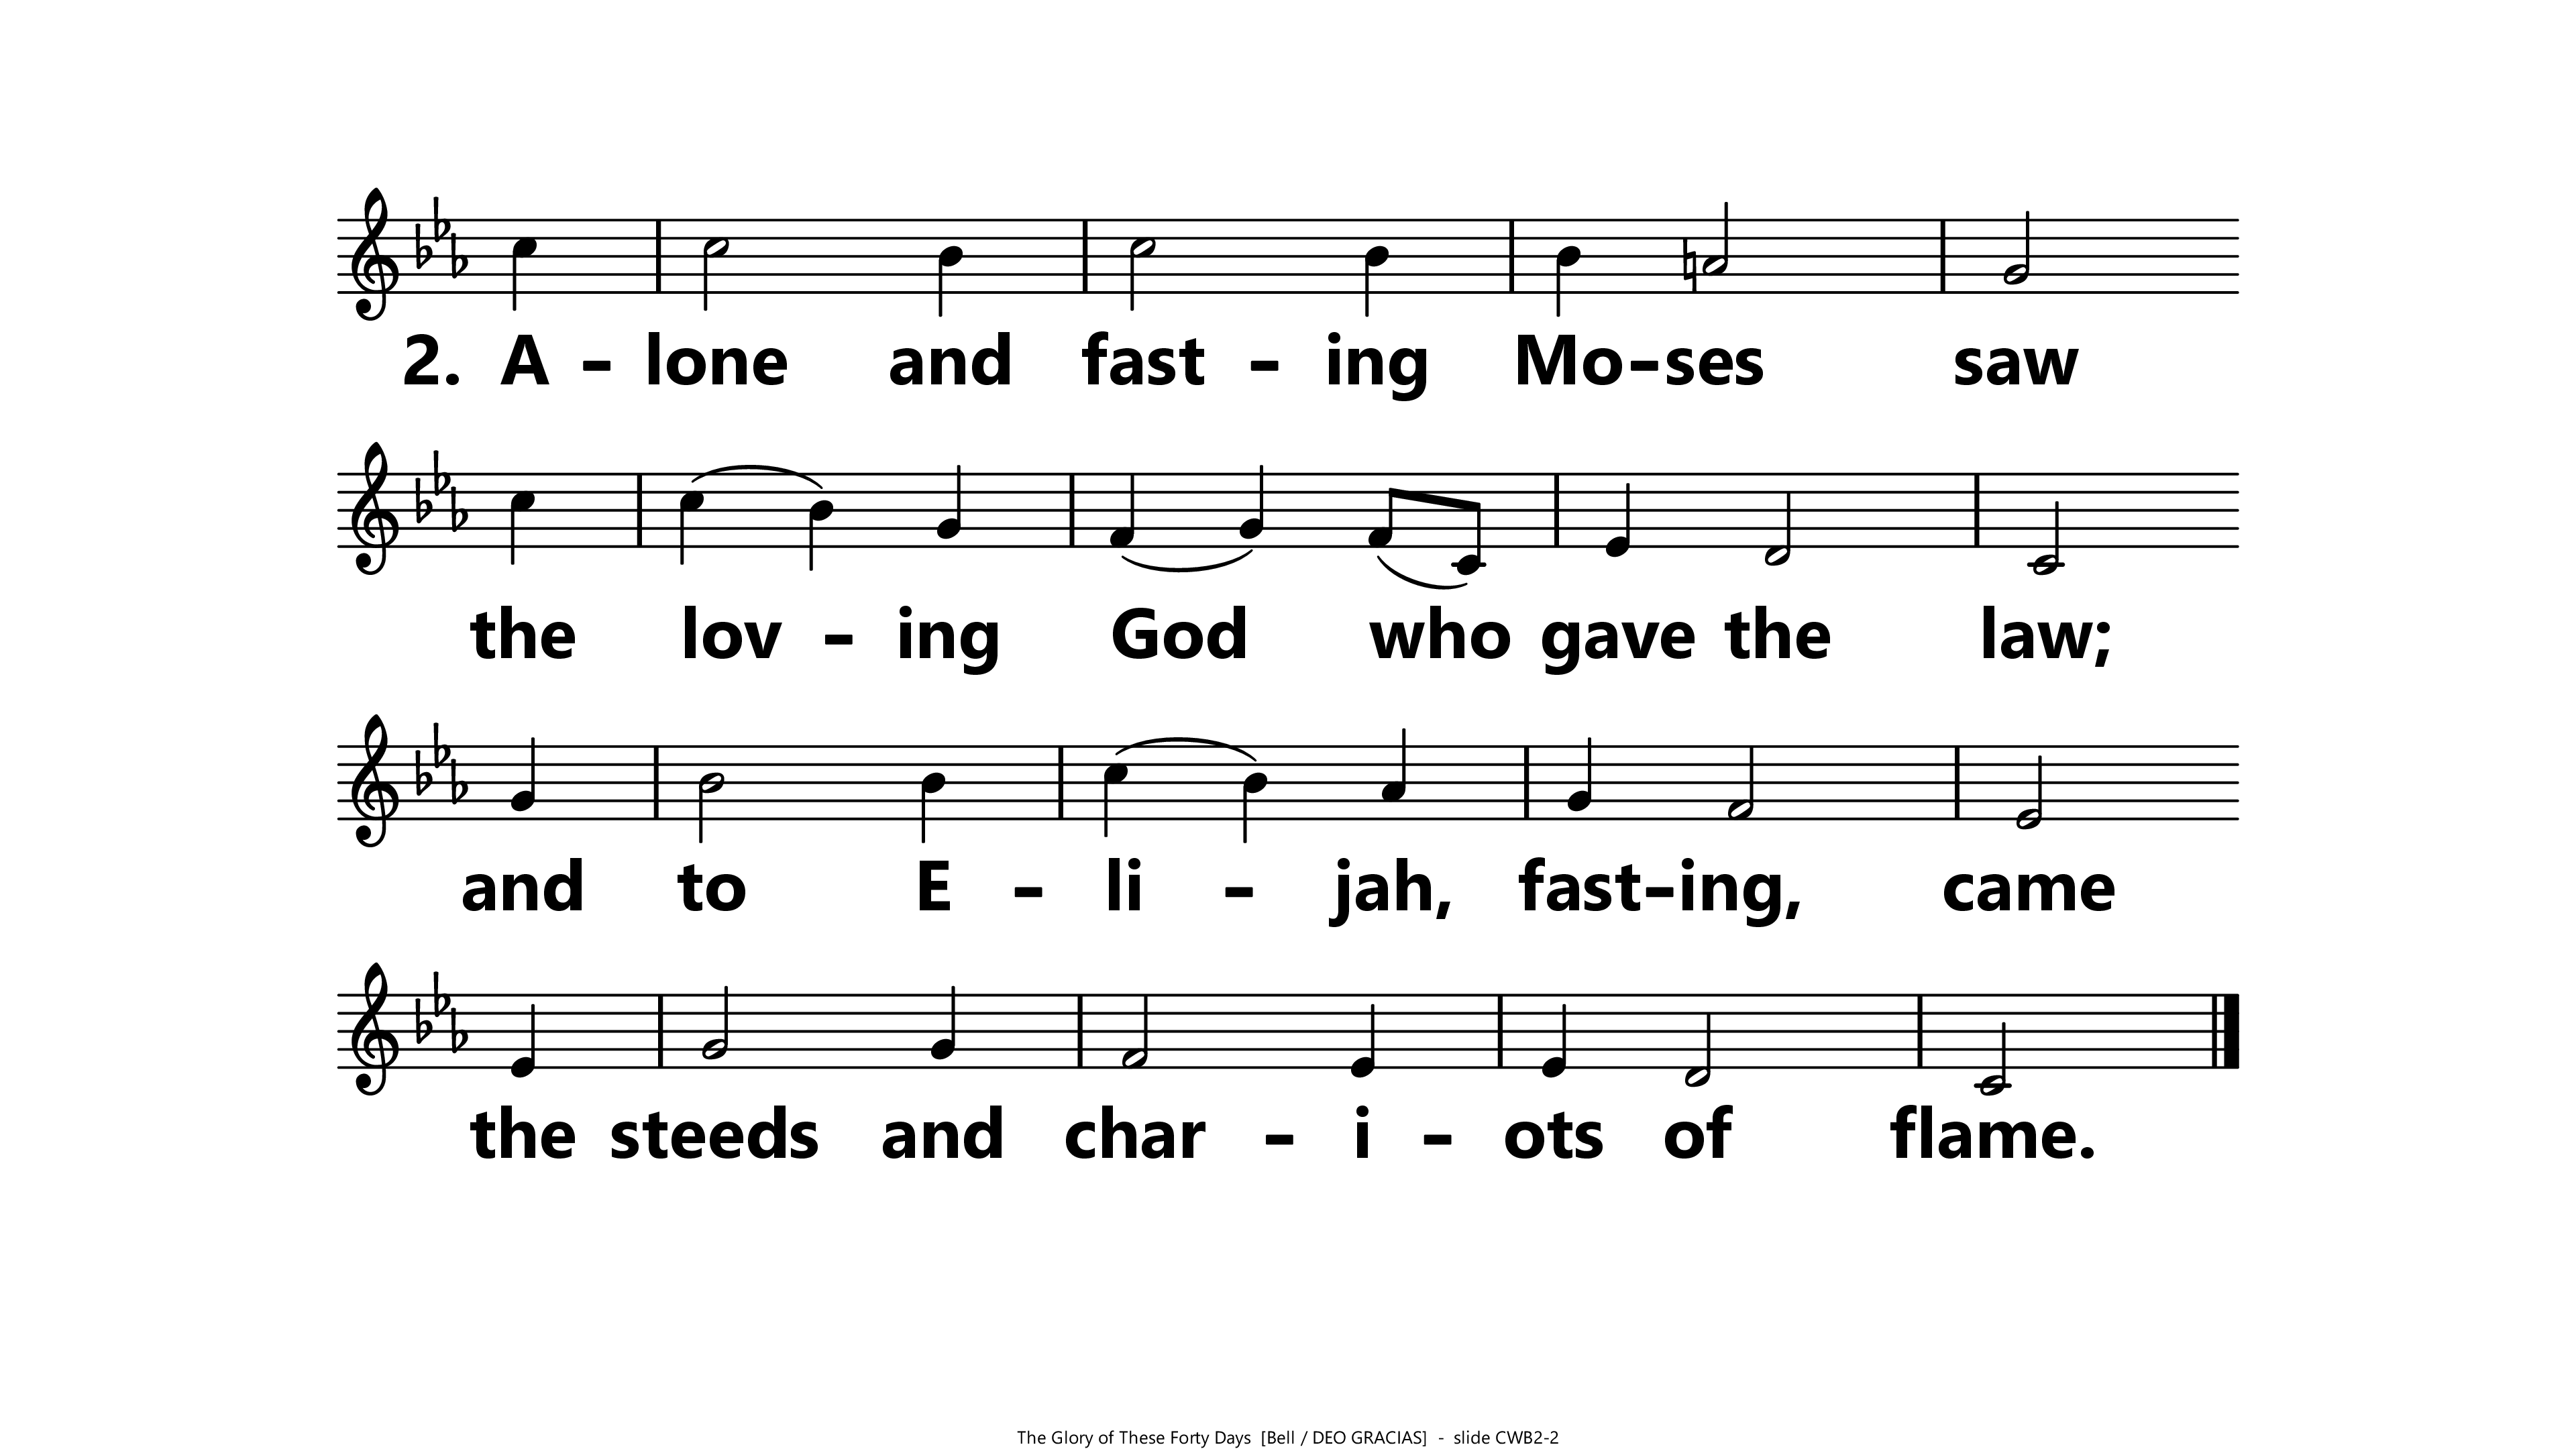 2. A - lone and fast - ing Mo-ses saw
the lov - ing God who gave the law;
and to E - li - jah, fast-ing, came
the steeds and char - i - ots of flame.
The Glory of These Forty Days [Bell / DEO GRACIAS] - slide CWB2-2